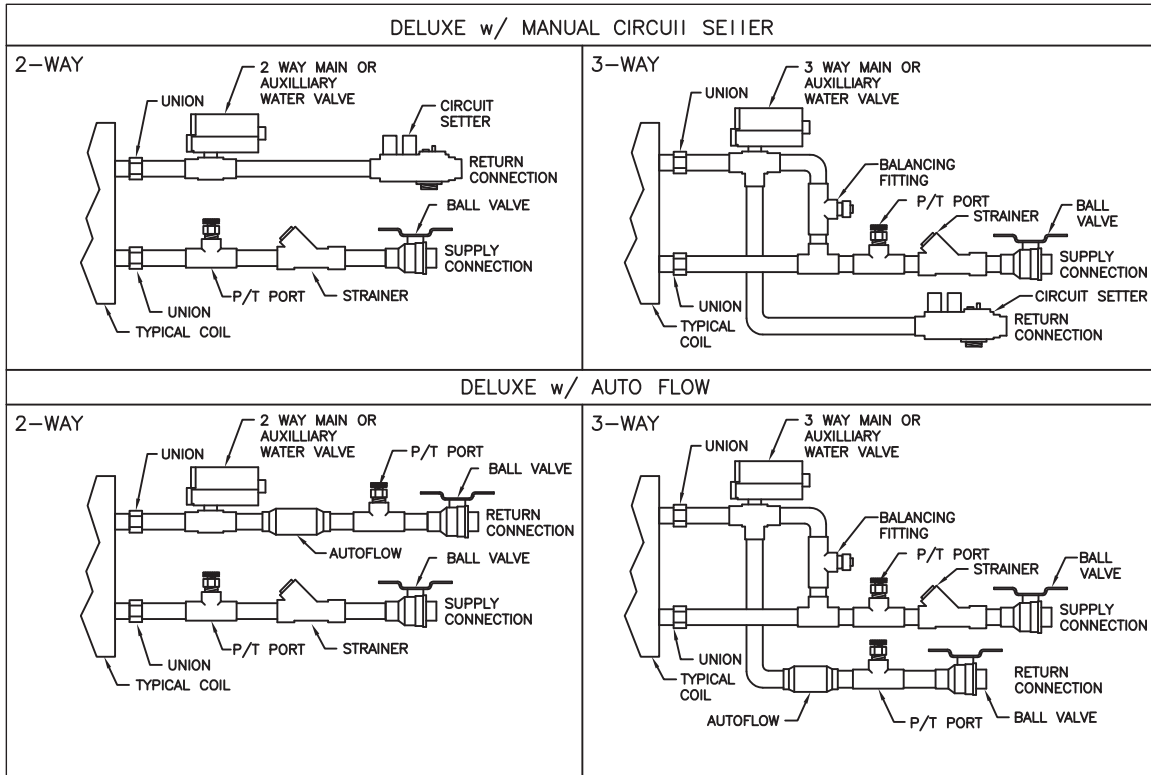 DELUXE w/ MANUAL CIRCUII SEIIER
2-WAY
2 WAY MAIN OR
AUXILLIARY
WATER VALVE
UNION
CIRCUIT
SETTER
RETURN
CONNECTION
BALL VALVE
SUPPLY
CONNECTION
P/T PORT
STRAINER
UNION
TYPICAL COIL
3-WAY
3 WAY MAIN OR
AUXILLIARY
WATER VALVE
UNION
BALANCING
FITTING
P/T PORT
STRAINER
BALL
VALVE
SUPPLY
CONNECTION
UNION
CIRCUIT SETTER
TYPICAL
COIL
RETURN
CONNECTION
DELUXE w/ AUTO FLOW
2-WAY
2 WAY MAIN OR
AUXILLIARY
WATER VALVE
UNION
P/T PORT
BALL VALVE
RETURN
CONNECTION
AUTOFLOW
BALL VALVE
SUPPLY
CONNECTION
P/T PORT
STRAINER
UNION
TYPICAL COIL
3-WAY
3 WAY MAIN OR
AUXILLIARY
WATER VALVE
UNION
BALANCING
FITTING
P/T PORT
STRAINER
BALL
VALVE
SUPPLY
CONNECTION
UNION
TYPICAL
COIL
RETURN
CONNECTION
AUTOFLOW
P/T PORT
BALL VALVE